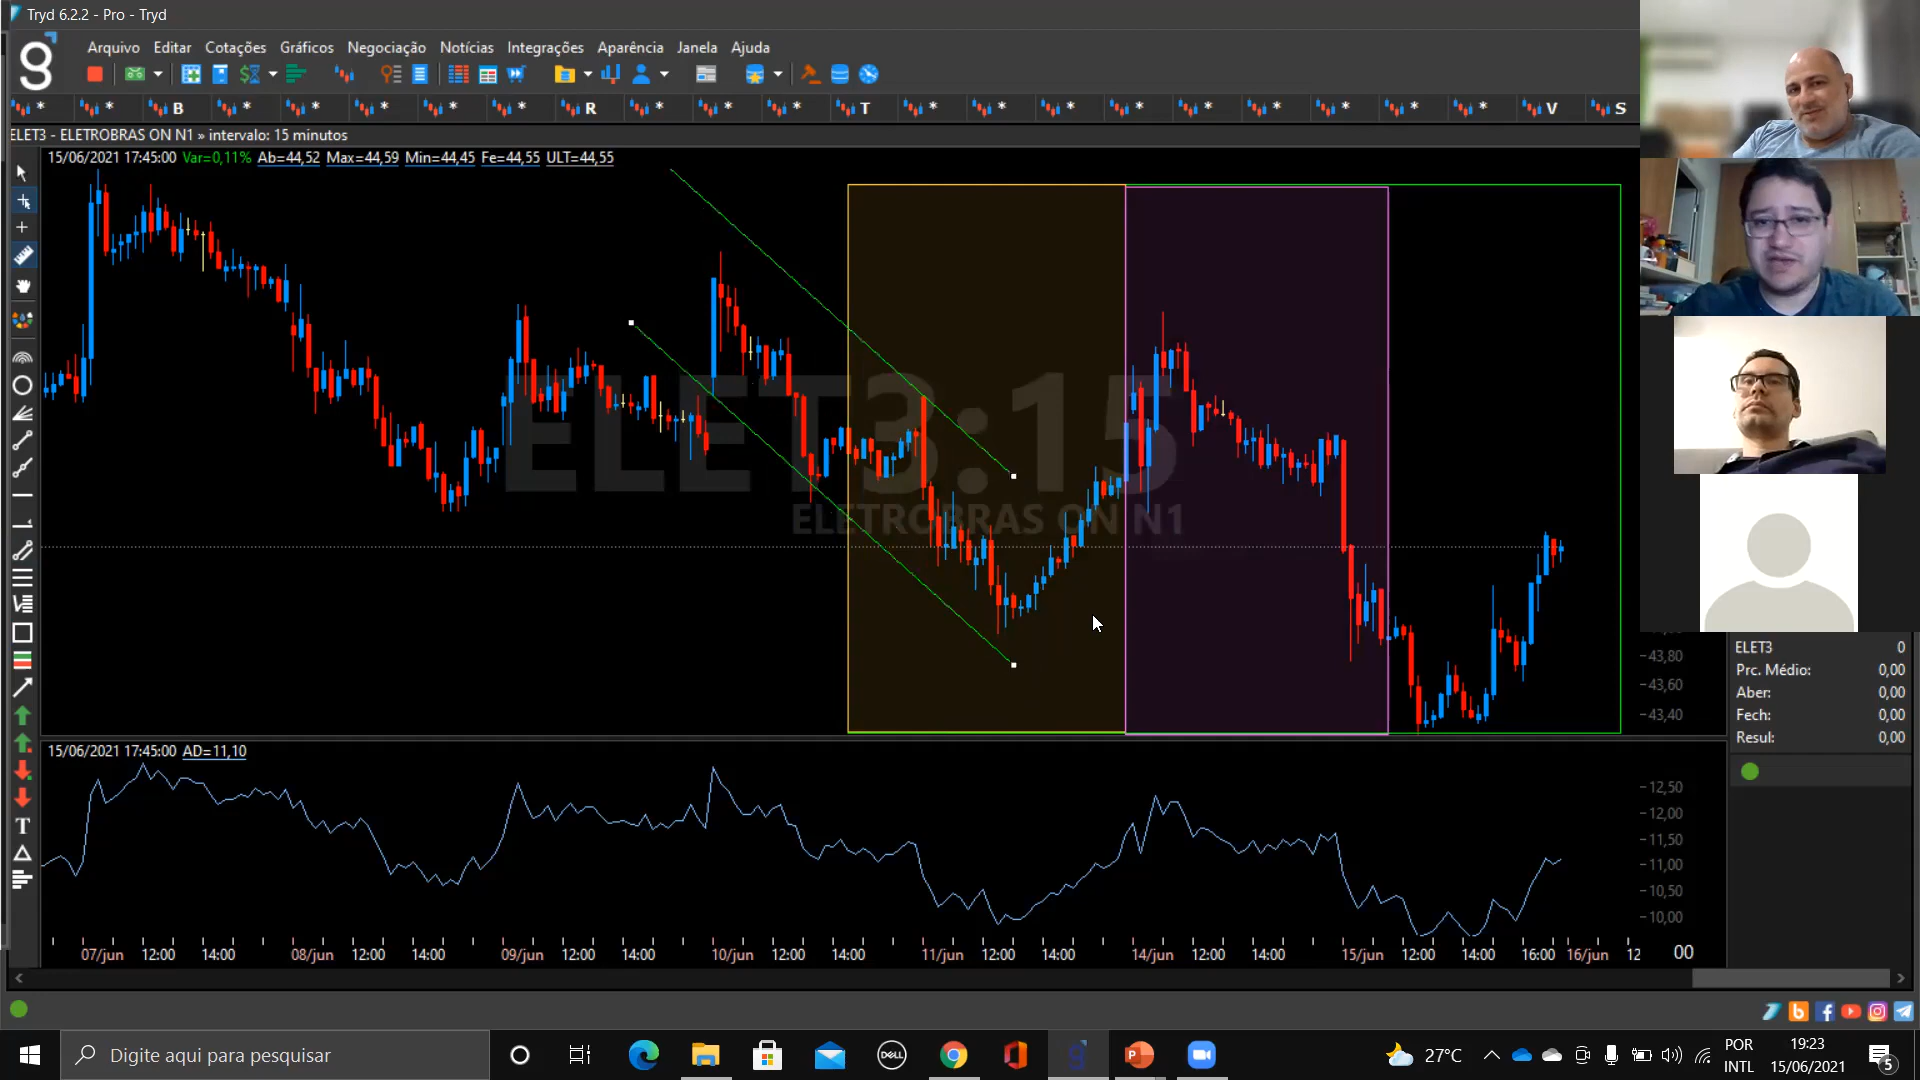 Tryd 6.2.2 - Pro - Tryd
Arquivo Editar Cotações Gráficos Negociação Notícias Integrações Aparência Janela Ajuda
* * B * * * * * R * * * T * * * * * * * * * V S
ELET3 - ELETROBRAS ON N1 » intervalo: 15 minutos
15/06/2021 17:45:00 Var=0,11% Ab=44,52 Max=44,59 Min=44,45 Fe=44,55 ULT=44,55
ELET3:15
ELETROBRAS ON N1
43,80
43,60
43,40
ELET3 0
Prc. Médio: 0,00
Aber: 0,00
Fech: 0,00
Resul: 0,00
15/06/2021 17:45:00 AD=11,10
12,50
12,00
11,50
11,00
10,50
10,00
07/jun 12:00 14:00 08/jun 12:00 14:00 09/jun 12:00 14:00 10/jun 12:00 14:00 11/jun 12:00 14:00 14/jun 12:00 14:00 15/jun 12:00 14:00 16:00 16/jun 12 00
Digite aqui para pesquisar
DELL
27°C
POR
INTL
19:23
15/06/2021
5